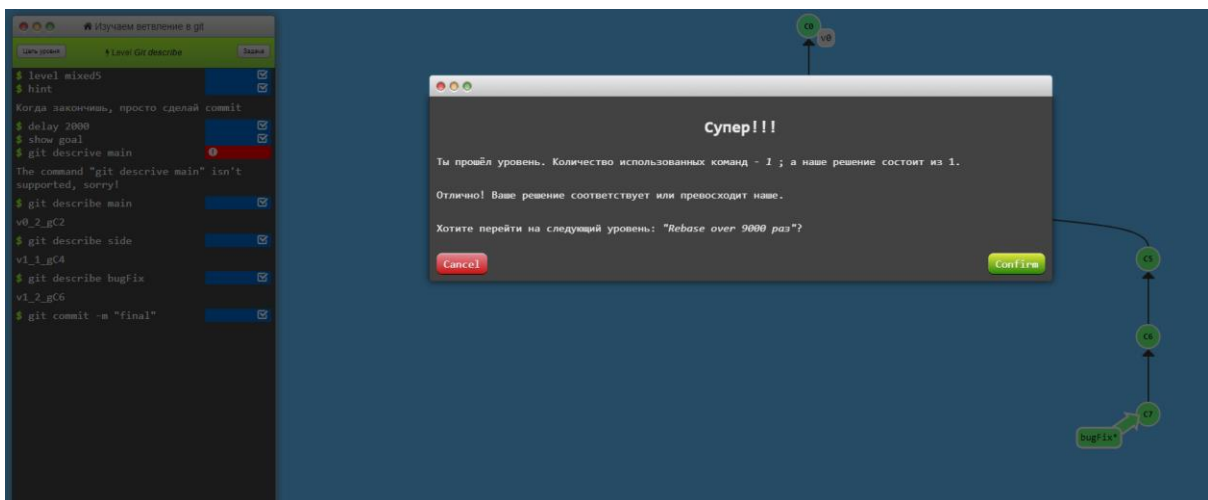 Изучаем ветвление в git
Цель уровня
Level Git describe
Задача
$ level mixed5
$ hint
Когда закончишь, просто сделай commit
$ delay 2000
$ show goal
$ git descrive main
The command "git descrive main" isn't
supported, sorry!
$ git describe main
v0_2_gC2
$ git describe side
v1_1_gC4
$ git describe bugFix
v1_2_gC6
$ git commit -m "final"
C0
v0
Супер!!!
Ты прошёл уровень. Количество использованных команд - 1 ; а наше решение состоит из 1.
Отлично! Ваше решение соответствует или превосходит наше.
Хотите перейти на следующий уровень: "Rebase over 9000 раз"?
Cancel
Confirm
C5
C6
C7
bugFix*